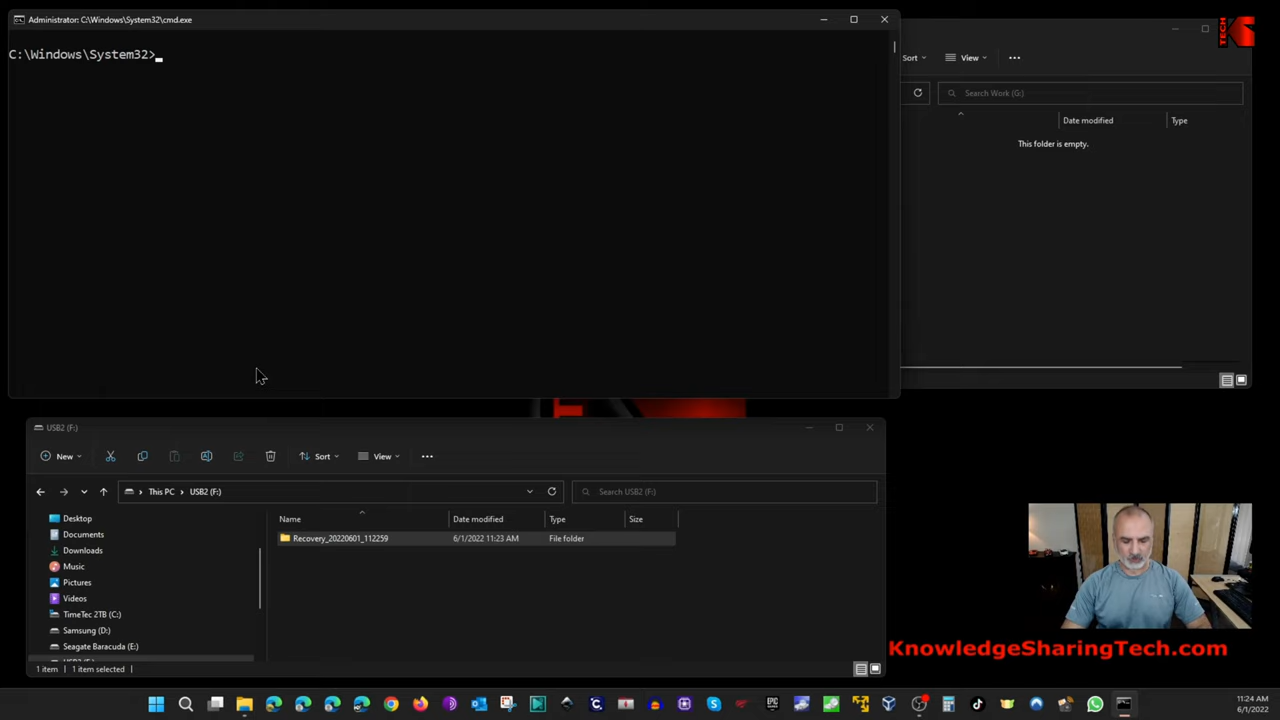 Administrator: C:\Windows\System32\cmd.exe
C:\Windows\System32>
TECH
Sort
View
Search Work (G:)
Date modified
Type
This folder is empty.
USB2 (F:)
New
Sort
View
This PC
USB2 (F:)
Search USB2 (F:)
Name
Date modified
Type
Size
Desktop
Documents
Downloads
Music
Pictures
Videos
TimeTec 2TB (C:)
Samsung (D:)
Seagate Baracuda (E:)
Recovery_20220601_112259
6/1/2022 11:23 AM
File folder
1 item
1 item selected
KnowledgeSharingTech.com
11:24 AM
6/1/2022